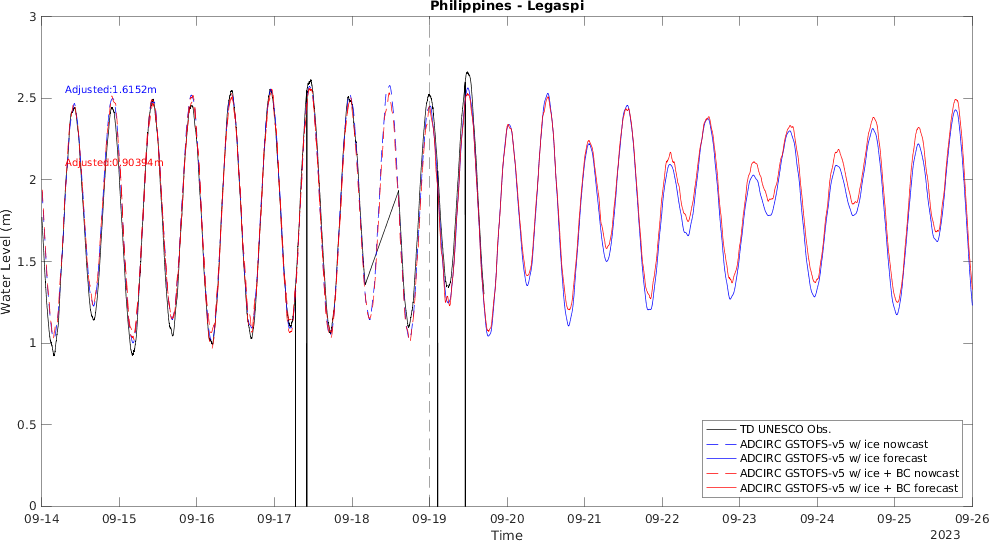 Philippines - Legaspi
3
2.5
2
1.5
1
0.5
0
Water Level (m)
Adjusted:1.6152m
Adjusted:0.90394m
TD UNESCO Obs.
ADCIRC GSTOFS-v5 w/ ice nowcast
ADCIRC GSTOFS-v5 w/ ice forecast
ADCIRC GSTOFS-v5 w/ ice + BC nowcast
ADCIRC GSTOFS-v5 w/ ice + BC forecast
09-14 09-15 09-16 09-17 09-18 09-19 09-20 09-21 09-22 09-23 09-24 09-25 09-26
Time
2023